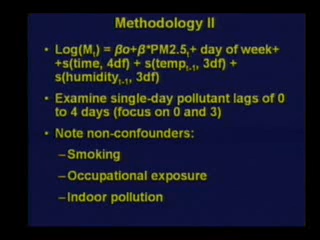 Methodology II
• Log(Mt) = βo+β*PM2.5t+ day of week+
+s(time, 4df) + s(tempt-1, 3df) +
s(humidityt-1, 3df)
• Examine single-day pollutant lags of 0
to 4 days (focus on 0 and 3)
• Note non-confounders:
–Smoking
–Occupational exposure
–Indoor pollution